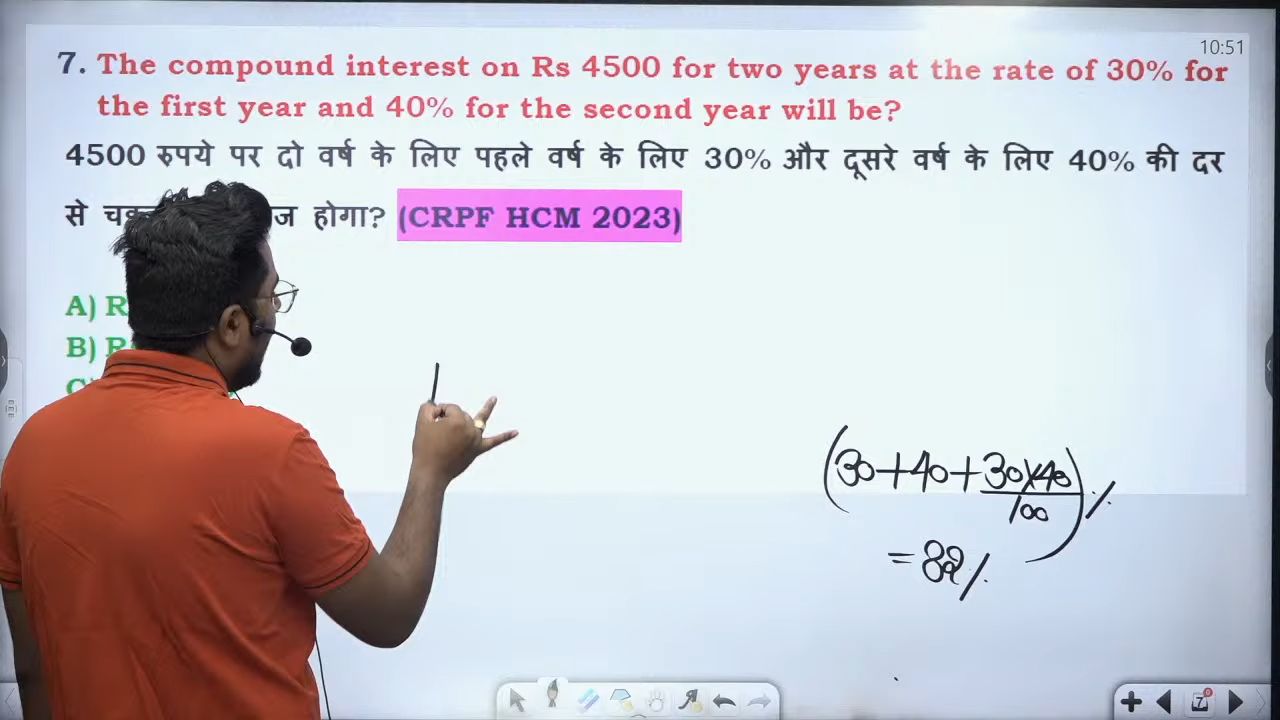 10:51
7. The compound interest on Rs 4500 for two years at the rate of 30% for
the first year and 40% for the second year will be?
4500 रुपये पर दो वर्ष के लिए पहले वर्ष के लिए 30% और दूसरे वर्ष के लिए 40% की दर
से होगा? (CRPF HCM 2023)
A)
B)
(30+40+30×40/100)%
=82%
7